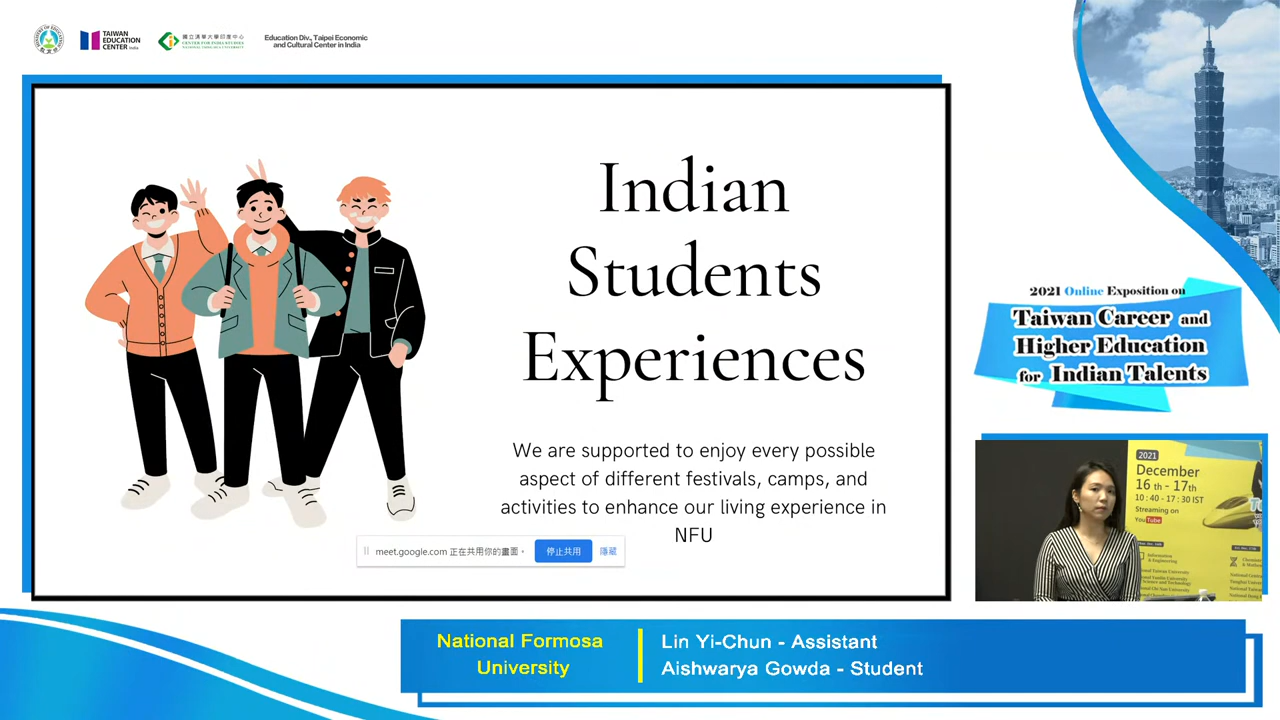 TAIWAN
EDUCATION
CENTER India
國立清華大學印度中心
CENTER FOR INDIA STUDIES
NATIONAL TSING HUA UNIVERSITY
Education Div., Taipei Economic
and Cultural Center in India
Indian
Students
Experiences
We are supported to enjoy every possible
aspect of different festivals, camps, and
activities to enhance our living experience in
NFU
meet.google.com 正在共用你的畫面。 停止共用 隱藏
2021 Online Exposition on
Taiwan Career and
Higher Education
for Indian Talents
2021
December
16 th - 17th
10 : 40 - 17 : 30 IST
Streaming on
YouTube
Information
& Engineering
National Taiwan University
National Formosa
University
Lin Yi-Chun - Assistant
Aishwarya Gowda - Student